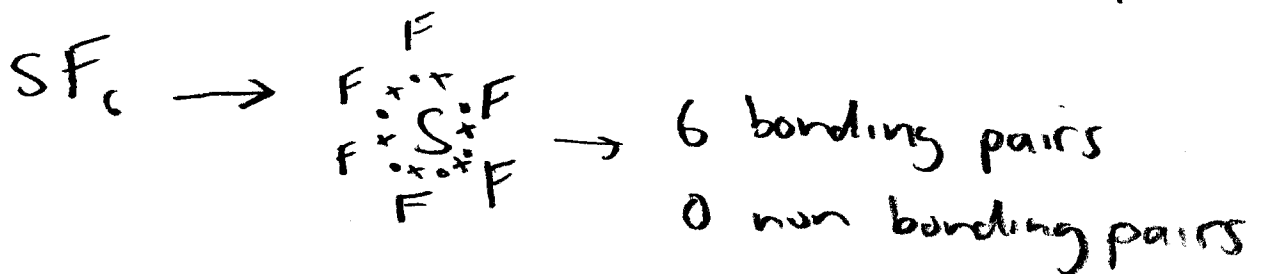 F
SF₆ → F F
S → 6 bonding pairs
F F
F 0 non bonding pairs